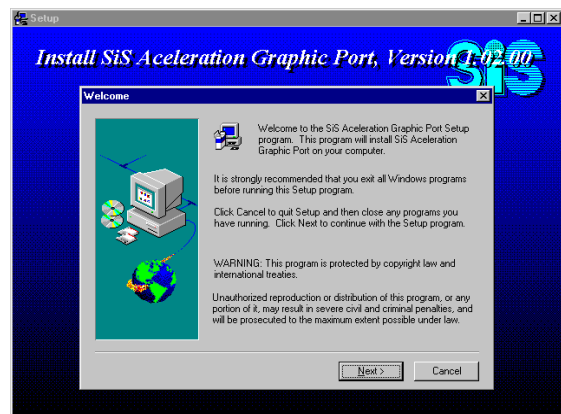 Setup
Install SiS Aceleration Graphic Port, Version 1.02.00
SiS
Welcome
Welcome to the SiS Aceleration Graphic Port Setup
program. This program will install SiS Aceleration
Graphic Port on your computer.
It is strongly recommended that you exit all Windows programs
before running this Setup program.
Click Cancel to quit Setup and then close any programs you
have running. Click Next to continue with the Setup program.
WARNING: This program is protected by copyright law and
international treaties.
Unauthorized reproduction or distribution of this program, or any
portion of it, may result in severe civil and criminal penalties, and
will be prosecuted to the maximum extent possible under law.
Next >
Cancel